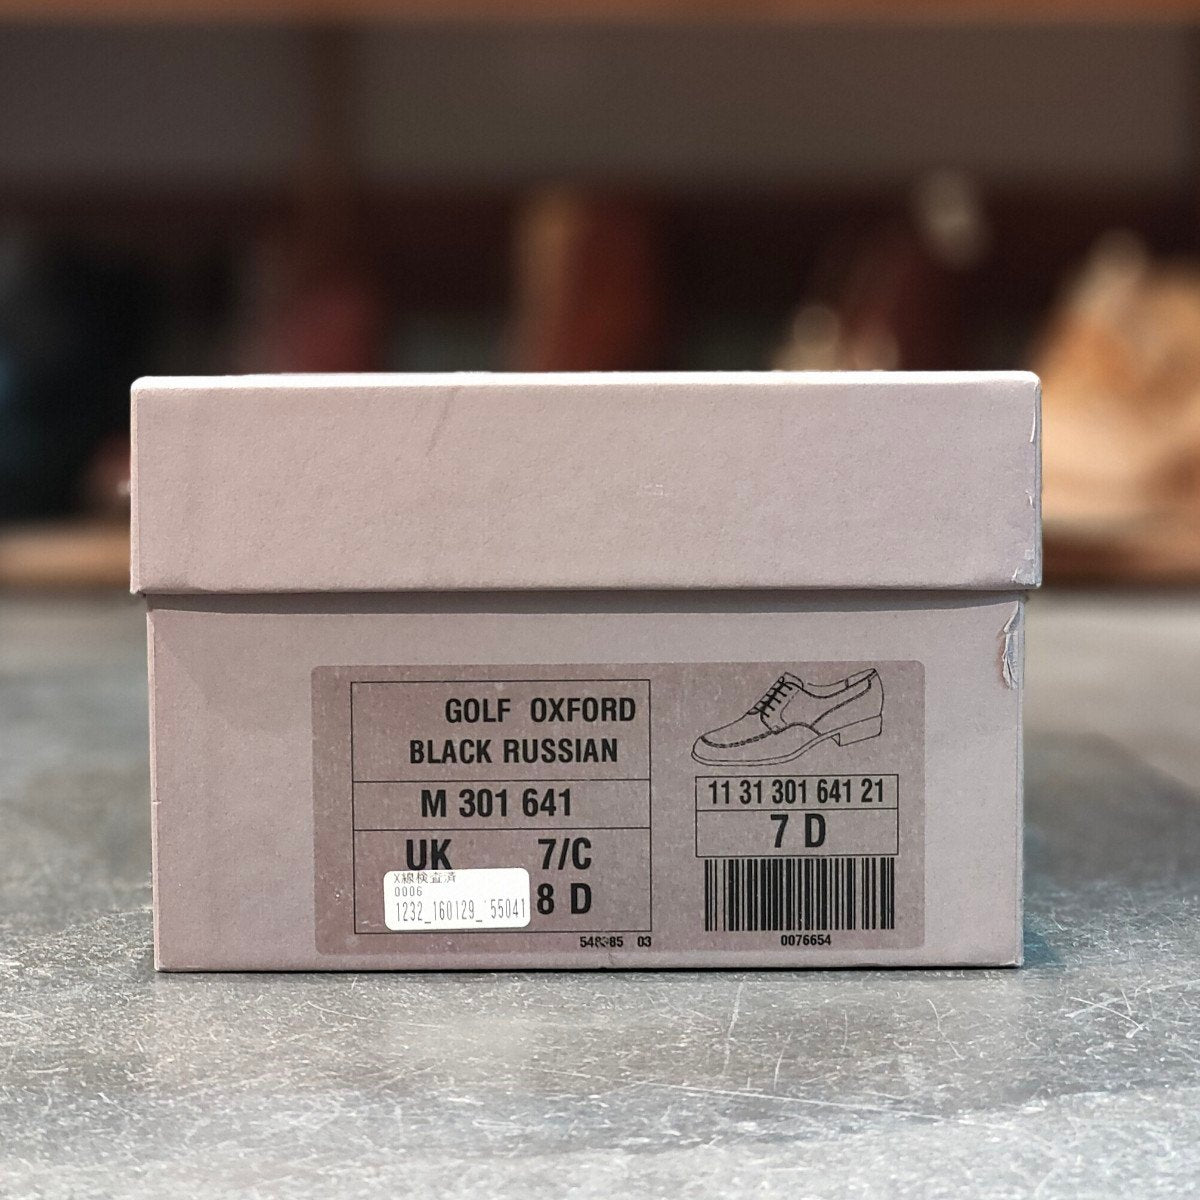 GOLF OXFORD
BLACK RUSSIAN
M 301 641
UK 7/C
8 D
X線検査済
0006
1232_160129_55041
03
11 31 301 641 21
7 D
0076654